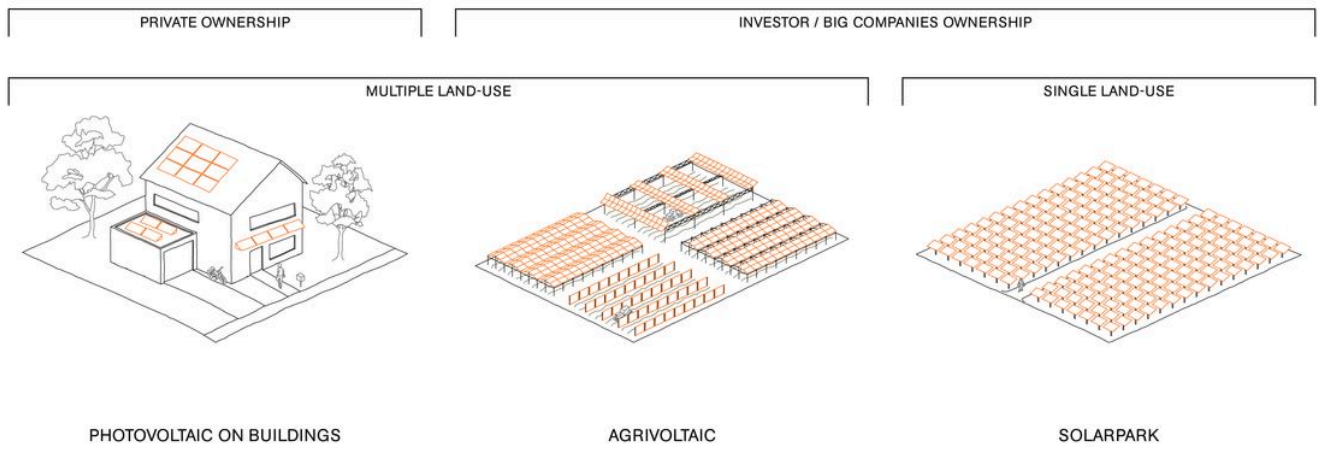 PRIVATE OWNERSHIP
INVESTOR / BIG COMPANIES OWNERSHIP
MULTIPLE LAND-USE
SINGLE LAND-USE
PHOTOVOLTAIC ON BUILDINGS
AGRIVOLTAIC
SOLARPARK